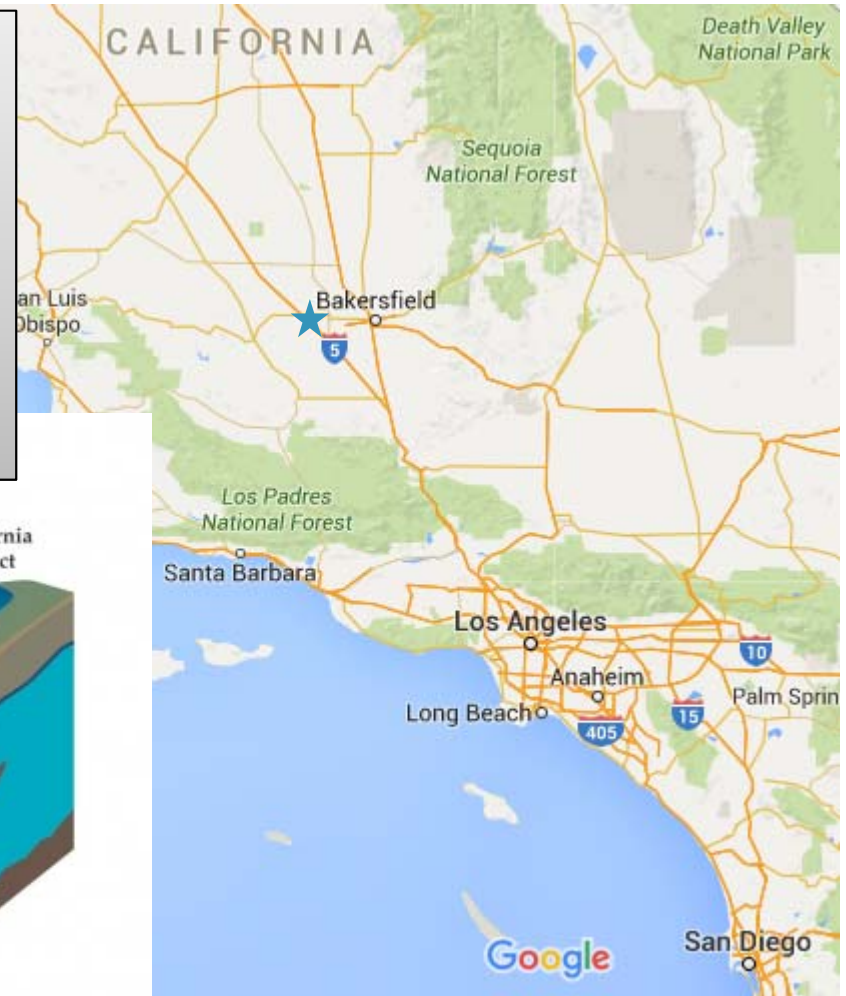 CALIFORNIA
Death Valley
National Park
Sequoia
National Forest
an Luis
Obispo
Bakersfield
5
Los Padres
National Forest
rnia
ct
Santa Barbara
Los Angeles
10
Anaheim
Palm Sprin
Long Beach
15
405
San Diego
Google